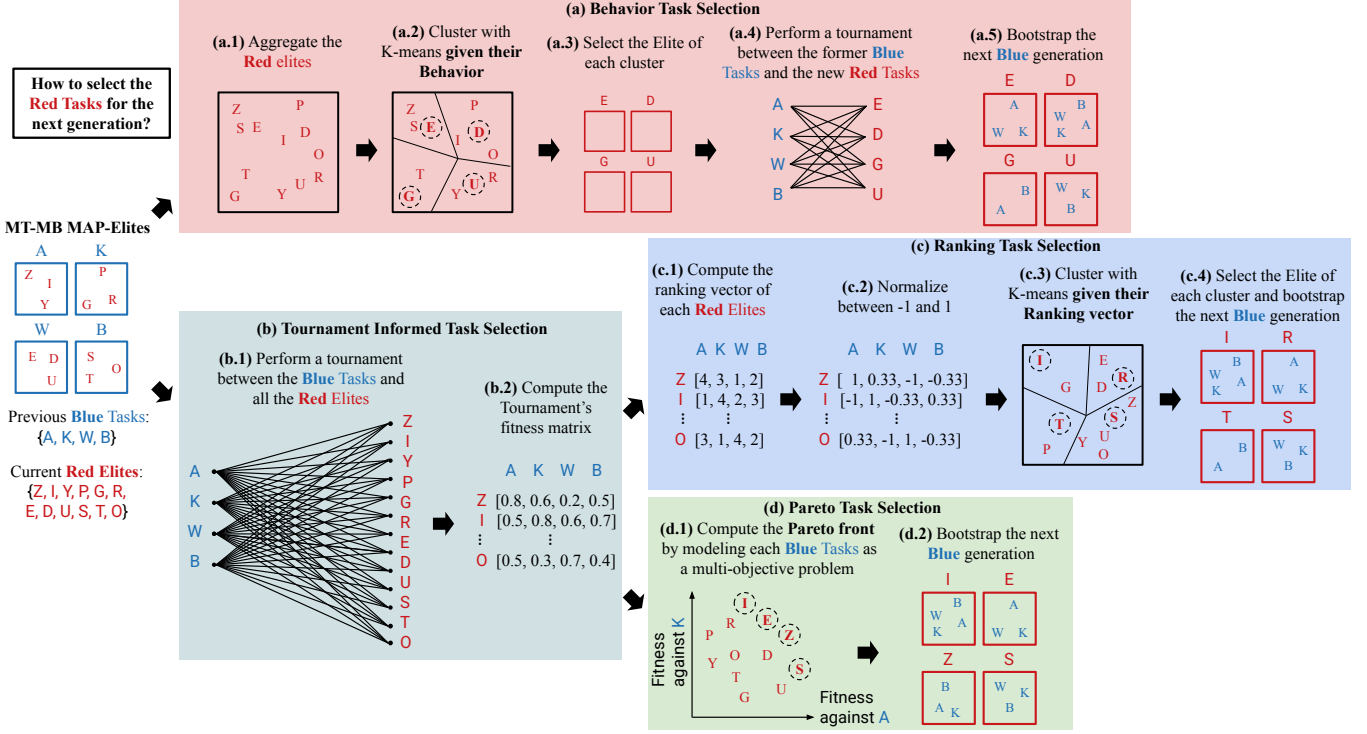 (a) Behavior Task Selection
(a.1) Aggregate the
Red elites
(a.2) Cluster with
K-means given their
Behavior
(a.3) Select the Elite of
each cluster
(a.4) Perform a tournament
between the former Blue
Tasks and the new Red Tasks
(a.5) Bootstrap the
next Blue generation
How to select the
Red Tasks for the
next generation?
Z P
S E I D
O
T U R
G Y
Z P
S E D
I O
T U R
G Y
E D
G U
A E
K D
W G
B U
E D
A
W K
B
W A
K
G U
B
A
W K
B
MT-MB MAP-Elites
A K
Z
I
Y
P
G R
W B
E D
U
S
O
T
Previous Blue Tasks:
{A, K, W, B}
Current Red Elites:
{Z, I, Y, P, G, R,
E, D, U, S, T, O}
(b) Tournament Informed Task Selection
(b.1) Perform a tournament
between the Blue Tasks and
all the Red Elites
A
K
W
B
Z
I
Y
P
G
R
E
D
U
S
T
O
(b.2) Compute the
Tournament's
fitness matrix
A K W B
Z [0.8, 0.6, 0.2, 0.5]
I [0.5, 0.8, 0.6, 0.7]
O [0.5, 0.3, 0.7, 0.4]
(c) Ranking Task Selection
(c.1) Compute the
ranking vector of
each Red Elites
A K W B
Z [4, 3, 1, 2]
I [1, 4, 2, 3]
O [3, 1, 4, 2]
(c.2) Normalize
between -1 and 1
A K W B
Z [ 1, 0.33, -1, -0.33]
I [-1, 1, -0.33, 0.33]
O [0.33, -1, 1, -0.33]
(c.3) Cluster with
K-means given their
Ranking vector
I E
G D R
Z
T S
P Y U
O
(c.4) Select the Elite of
each cluster and bootstrap
the next Blue generation
I R
B
W A
K
A
W K
T S
B
A
W K
B
(d) Pareto Task Selection
(d.1) Compute the Pareto front
by modeling each Blue Tasks as
a multi-objective problem
Fitness
against K
I
R E
P Z
Y O D S
T
G U
Fitness
against A
(d.2) Bootstrap the next
Blue generation
I E
B
W A
K
A
W K
Z S
B
A K
W K
B